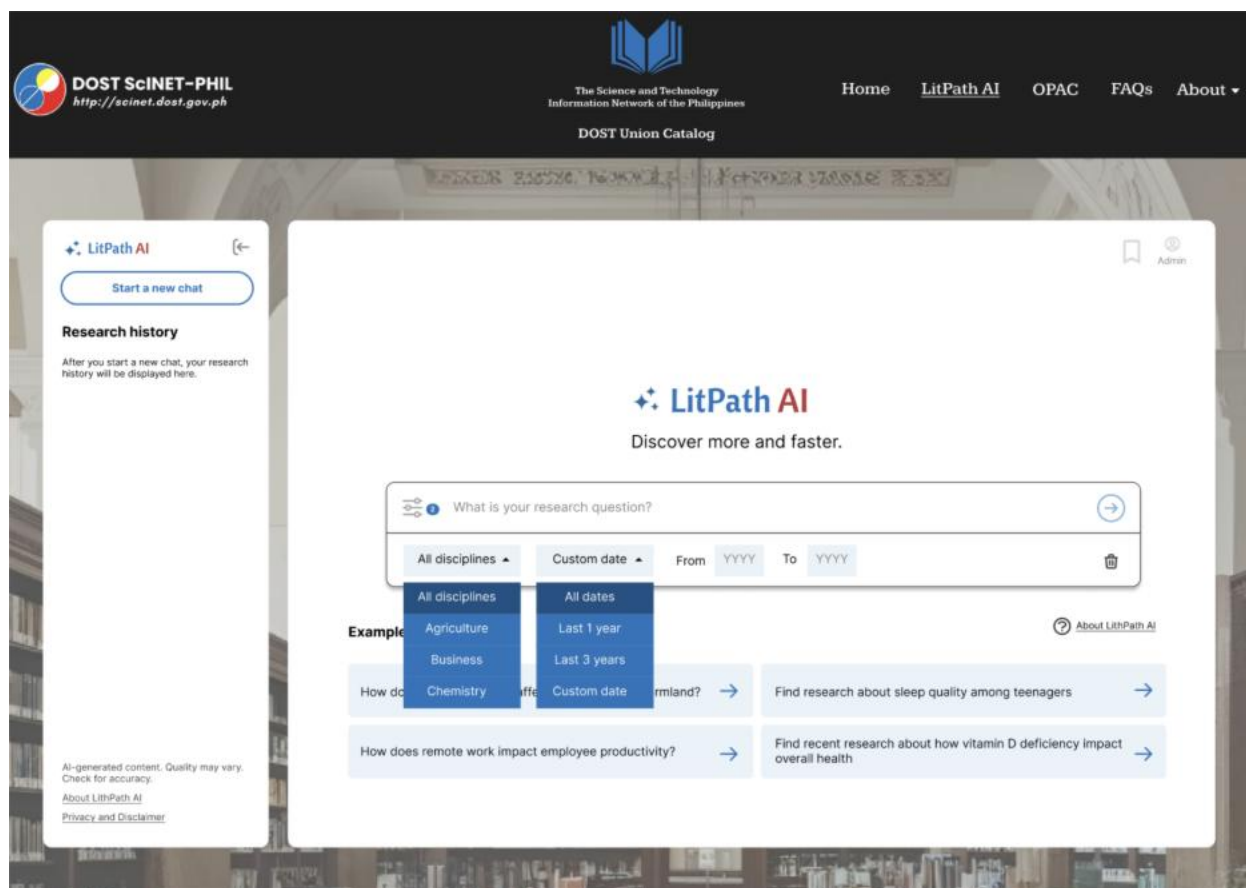 DOST ScINET-PHIL
http://scinet.dost.gov.ph
The Science and Technology
Information Network of the Philippines
DOST Union Catalog
Home
LitPath AI
OPAC
FAQs
About
LitPath AI
Start a new chat
Research history
After you start a new chat, your research
history will be displayed here.
AI-generated content. Quality may vary.
Check for accuracy.
About LithPath AI
Privacy and Disclaimer
Admin
LitPath AI
Discover more and faster.
2
What is your research question?
All disciplines
Custom date
From
YYYY
To
YYYY
All disciplines
Agriculture
Business
Chemistry
All dates
Last 1 year
Last 3 years
Custom date
Example
About LithPath AI
How do
affe
rmland?
Find research about sleep quality among teenagers
How does remote work impact employee productivity?
Find recent research about how vitamin D deficiency impact
overall health